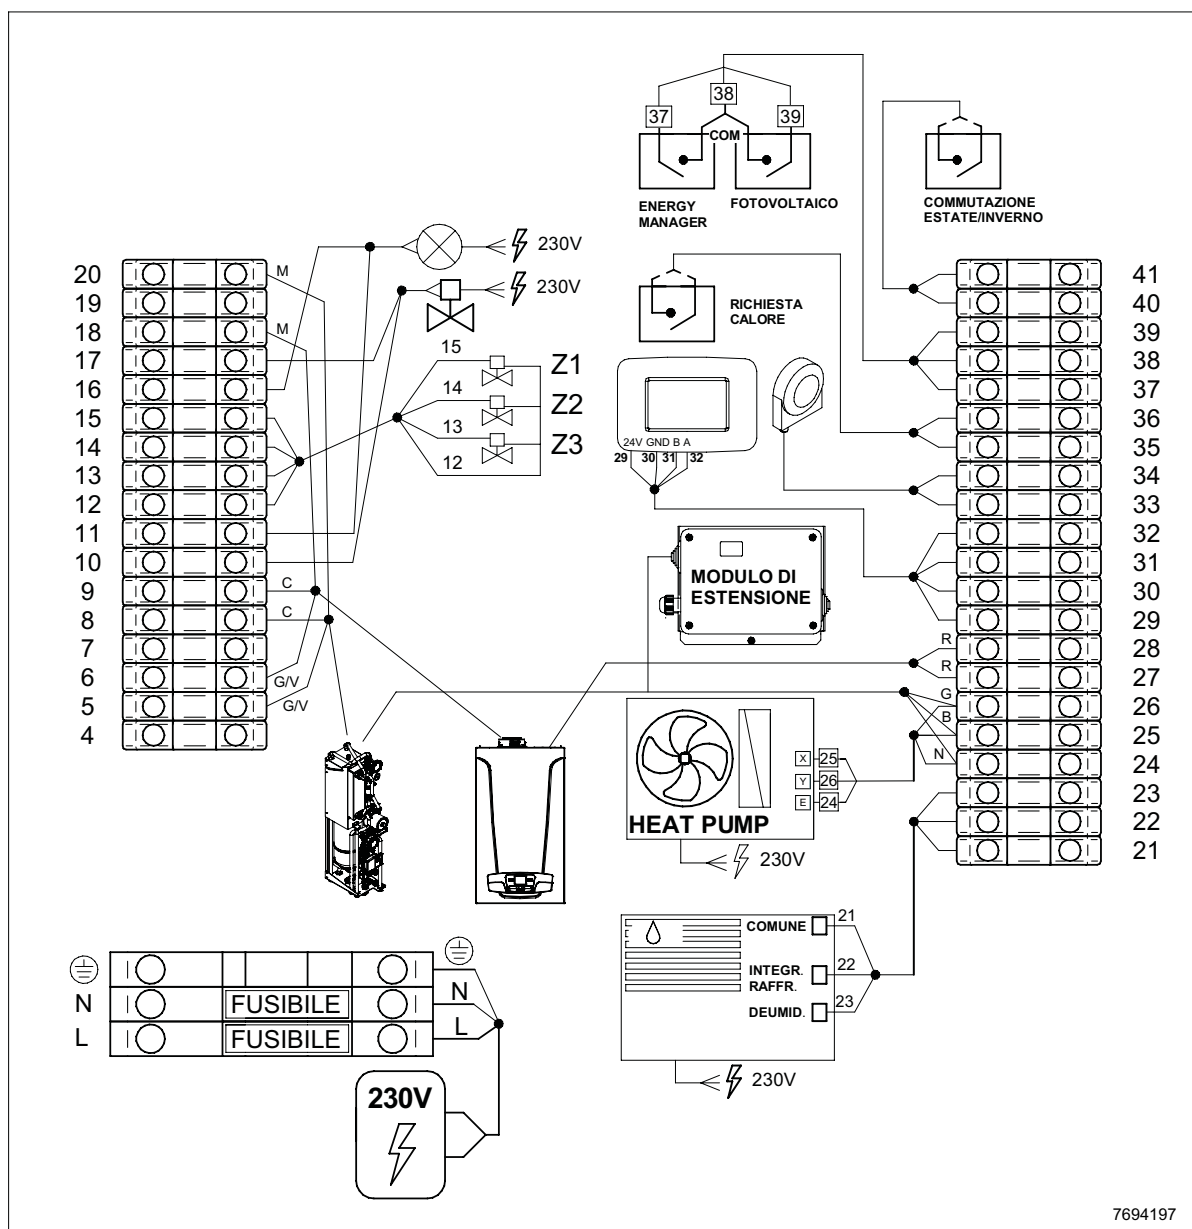 38
37
39
COM
ENERGY
MANAGER
FOTOVOLTAICO
COMMUTAZIONE
ESTATE/INVERNO
230V
230V
RICHIESTA
CALORE
20
19
18
17
16
15
14
13
12
11
10
9
8
7
6
5
4
M
M
C
C
G/V
G/V
15
14
13
12
Z1
Z2
Z3
24V GND B A
29 30 31 32
MODULO DI
ESTENSIONE
41
40
39
38
37
36
35
34
33
32
31
30
29
28
27
26
25
24
23
22
21
R
R
G
B
N
X 25
Y 26
E 24
HEAT PUMP
230V
COMUNE 21
INTEGR.
RAFFR.
22
DEUMID. 23
230V
N FUSIBILE N
L FUSIBILE L
230V
7694197